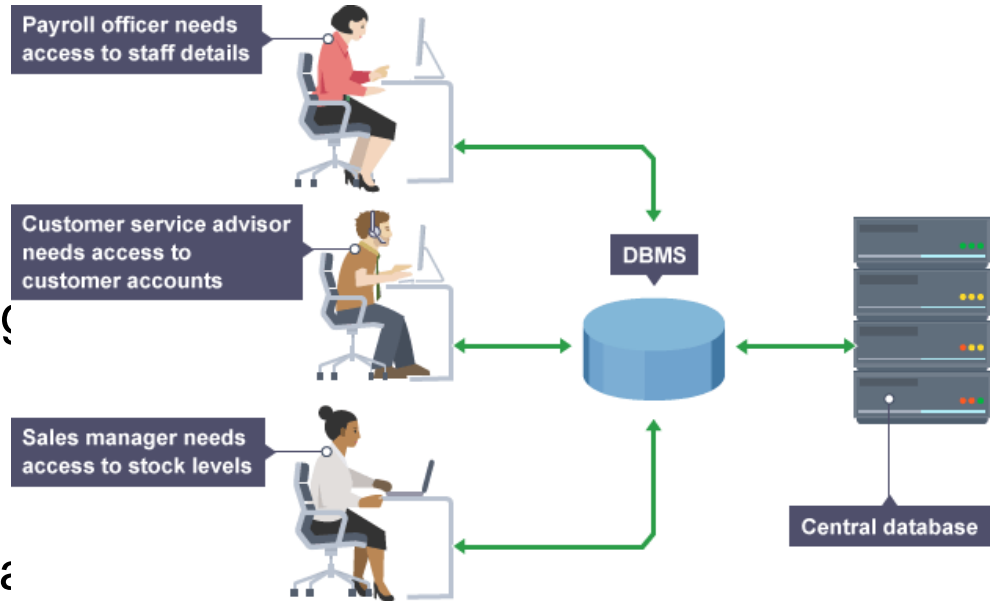 Payroll officer needs
access to staff details
Customer service advisor
needs access to
customer accounts
DBMS
Sales manager needs
access to stock levels
Central database